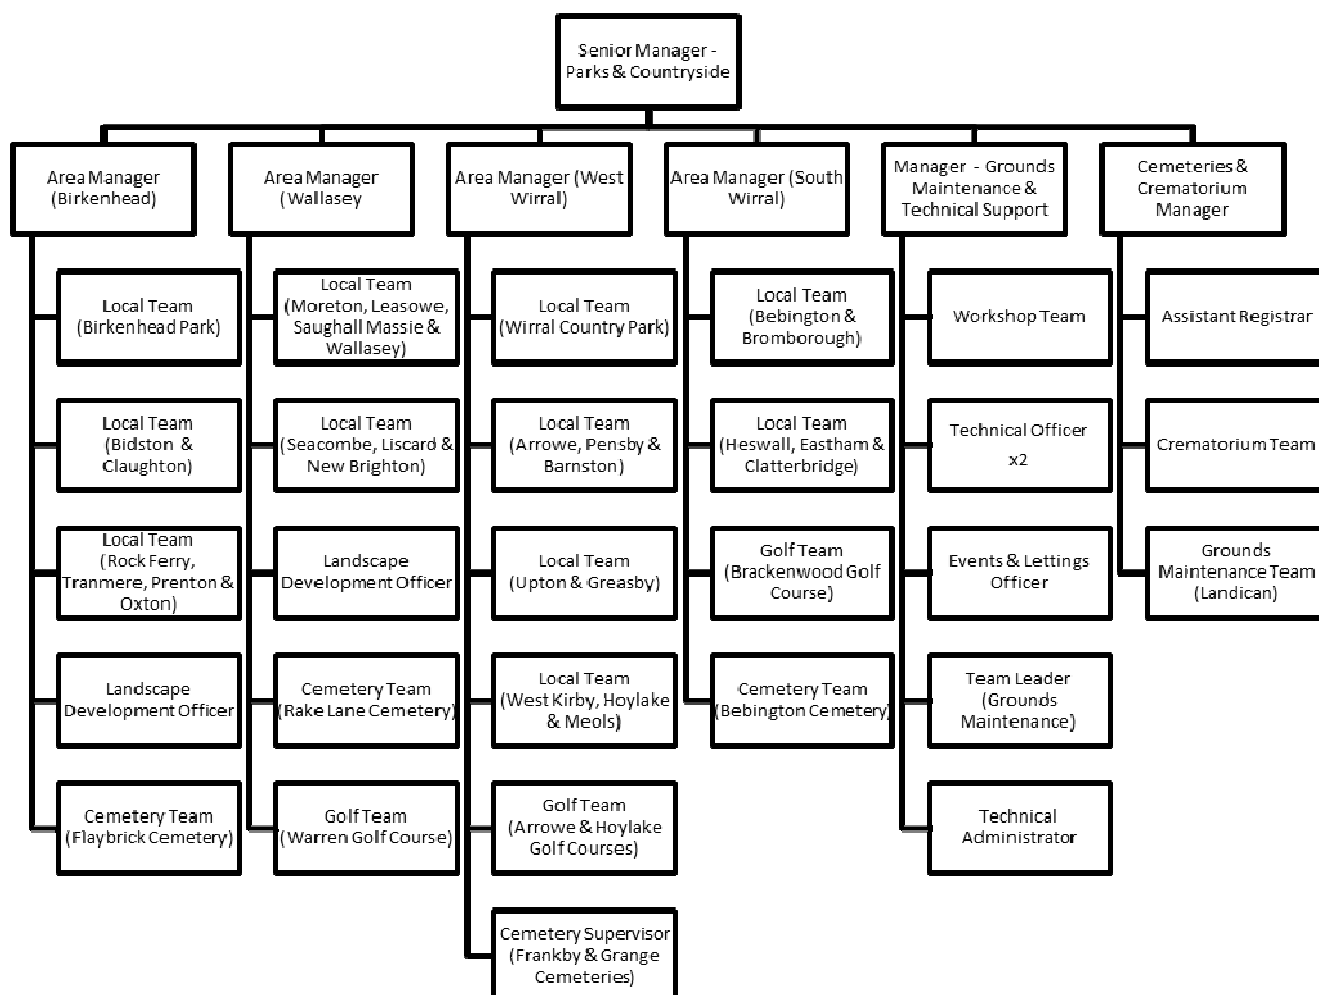 Senior Manager -
Parks & Countryside
Area Manager
(Birkenhead)
Area Manager
(Wallasey
Area Manager (West
Wirral)
Area Manager (South
Wirral)
Manager - Grounds
Maintenance &
Technical Support
Cemeteries &
Crematorium
Manager
Local Team
(Birkenhead Park)
Local Team
(Bidston &
Claughton)
Local Team
(Rock Ferry,
Tranmere, Prenton &
Oxton)
Landscape
Development Officer
Cemetery Team
(Flaybrick Cemetery)
Local Team
(Moreton, Leasowe,
Saughall Massie &
Wallasey)
Local Team
(Seacombe, Liscard &
New Brighton)
Landscape
Development Officer
Cemetery Team
(Rake Lane Cemetery)
Golf Team
(Warren Golf Course)
Local Team
(Wirral Country Park)
Local Team
(Arrowe, Pensby &
Barnston)
Local Team
(Upton & Greasby)
Local Team
(West Kirby, Hoylake
& Meols)
Golf Team
(Arrowe & Hoylake
Golf Courses)
Cemetery Supervisor
(Frankby & Grange
Cemeteries)
Local Team
(Bebington &
Bromborough)
Local Team
(Heswall, Eastham &
Clatterbridge)
Golf Team
(Brackenwood Golf
Course)
Cemetery Team
(Bebington Cemetery)
Workshop Team
Technical Officer
x2
Events & Lettings
Officer
Team Leader
(Grounds
Maintenance)
Technical
Administrator
Assistant Registrar
Crematorium Team
Grounds
Maintenance Team
(Landican)